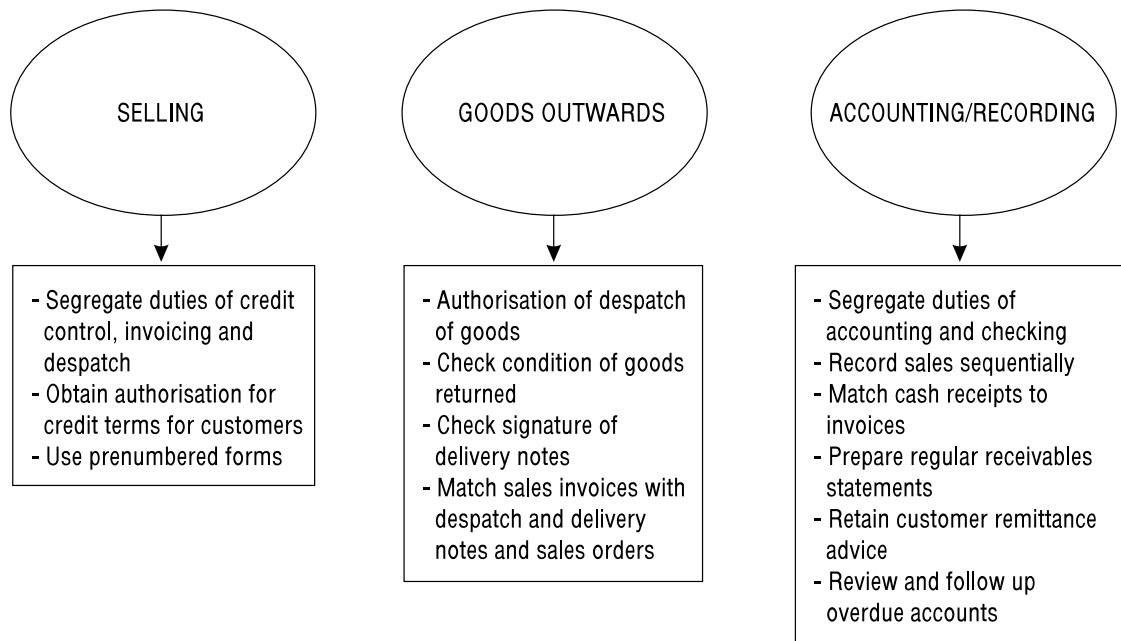 SELLING
- Segregate duties of credit
control, invoicing and
despatch
- Obtain authorisation for
credit terms for customers
- Use prenumbered forms
GOODS OUTWARDS
- Authorisation of despatch
of goods
- Check condition of goods
returned
- Check signature of
delivery notes
- Match sales invoices with
despatch and delivery
notes and sales orders
ACCOUNTING/RECORDING
- Segregate duties of
accounting and checking
- Record sales sequentially
- Match cash receipts to
invoices
- Prepare regular receivables
statements
- Retain customer remittance
advice
- Review and follow up
overdue accounts